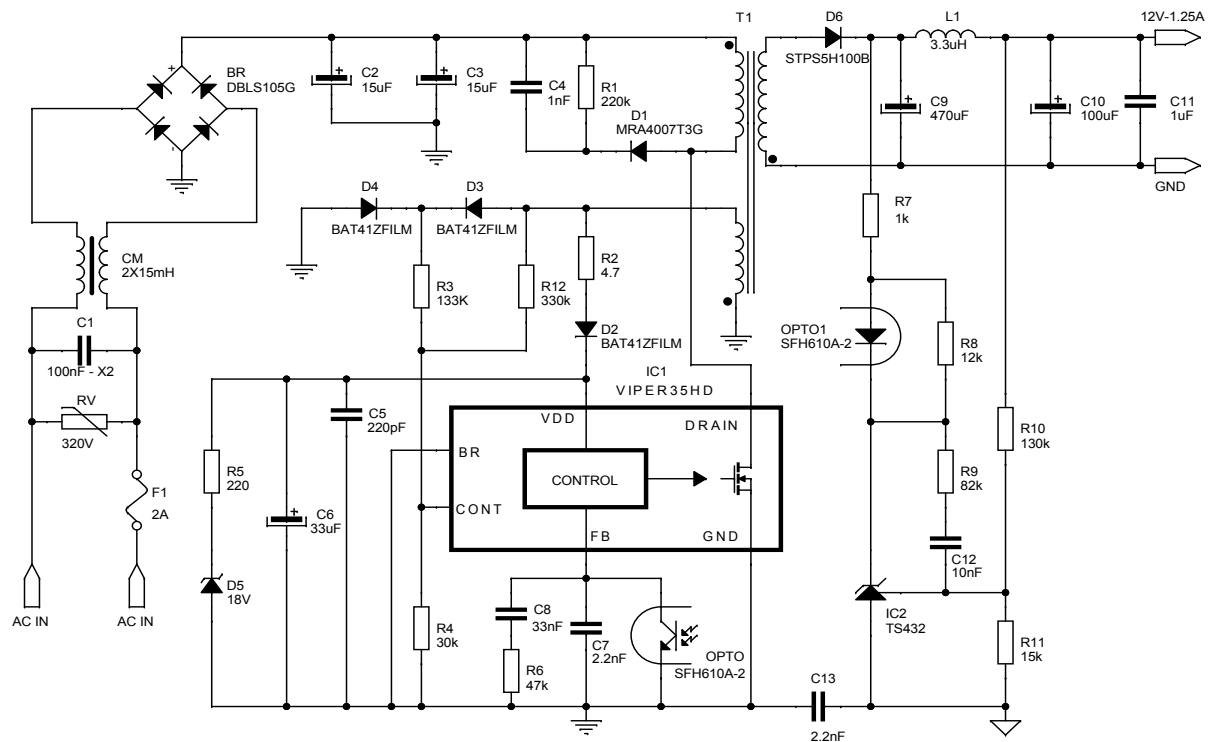 T1
D6
STPS5H100B
L1
3.3uH
12V-1.25A
BR
DBLS105G
+
-
C2
15uF
+
C3
15uF
+
C4
1nF
R1
220k
D1
MRA4007T3G
C9
470uF
+
C10
100uF
+
C11
1uF
GND
D4
BAT41ZFILM
D3
BAT41ZFILM
R7
1k
CM
2X15mH
R3
133K
R12
330k
R2
4.7
D2
BAT41ZFILM
OPTO1
SFH610A-2
R8
12k
C1
100nF - X2
RV
320V
IC1
VIPER35HD
C5
220pF
VDD
DRAIN
BR
CONTROL
CONT
FB
GND
R10
130k
R9
82k
R5
220
F1
2A
C6
33uF
+
C12
10nF
D5
18V
AC IN
AC IN
R4
30k
C8
33nF
C7
2.2nF
R6
47k
OPTO
SFH610A-2
IC2
TS432
R11
15k
C13
2.2nF